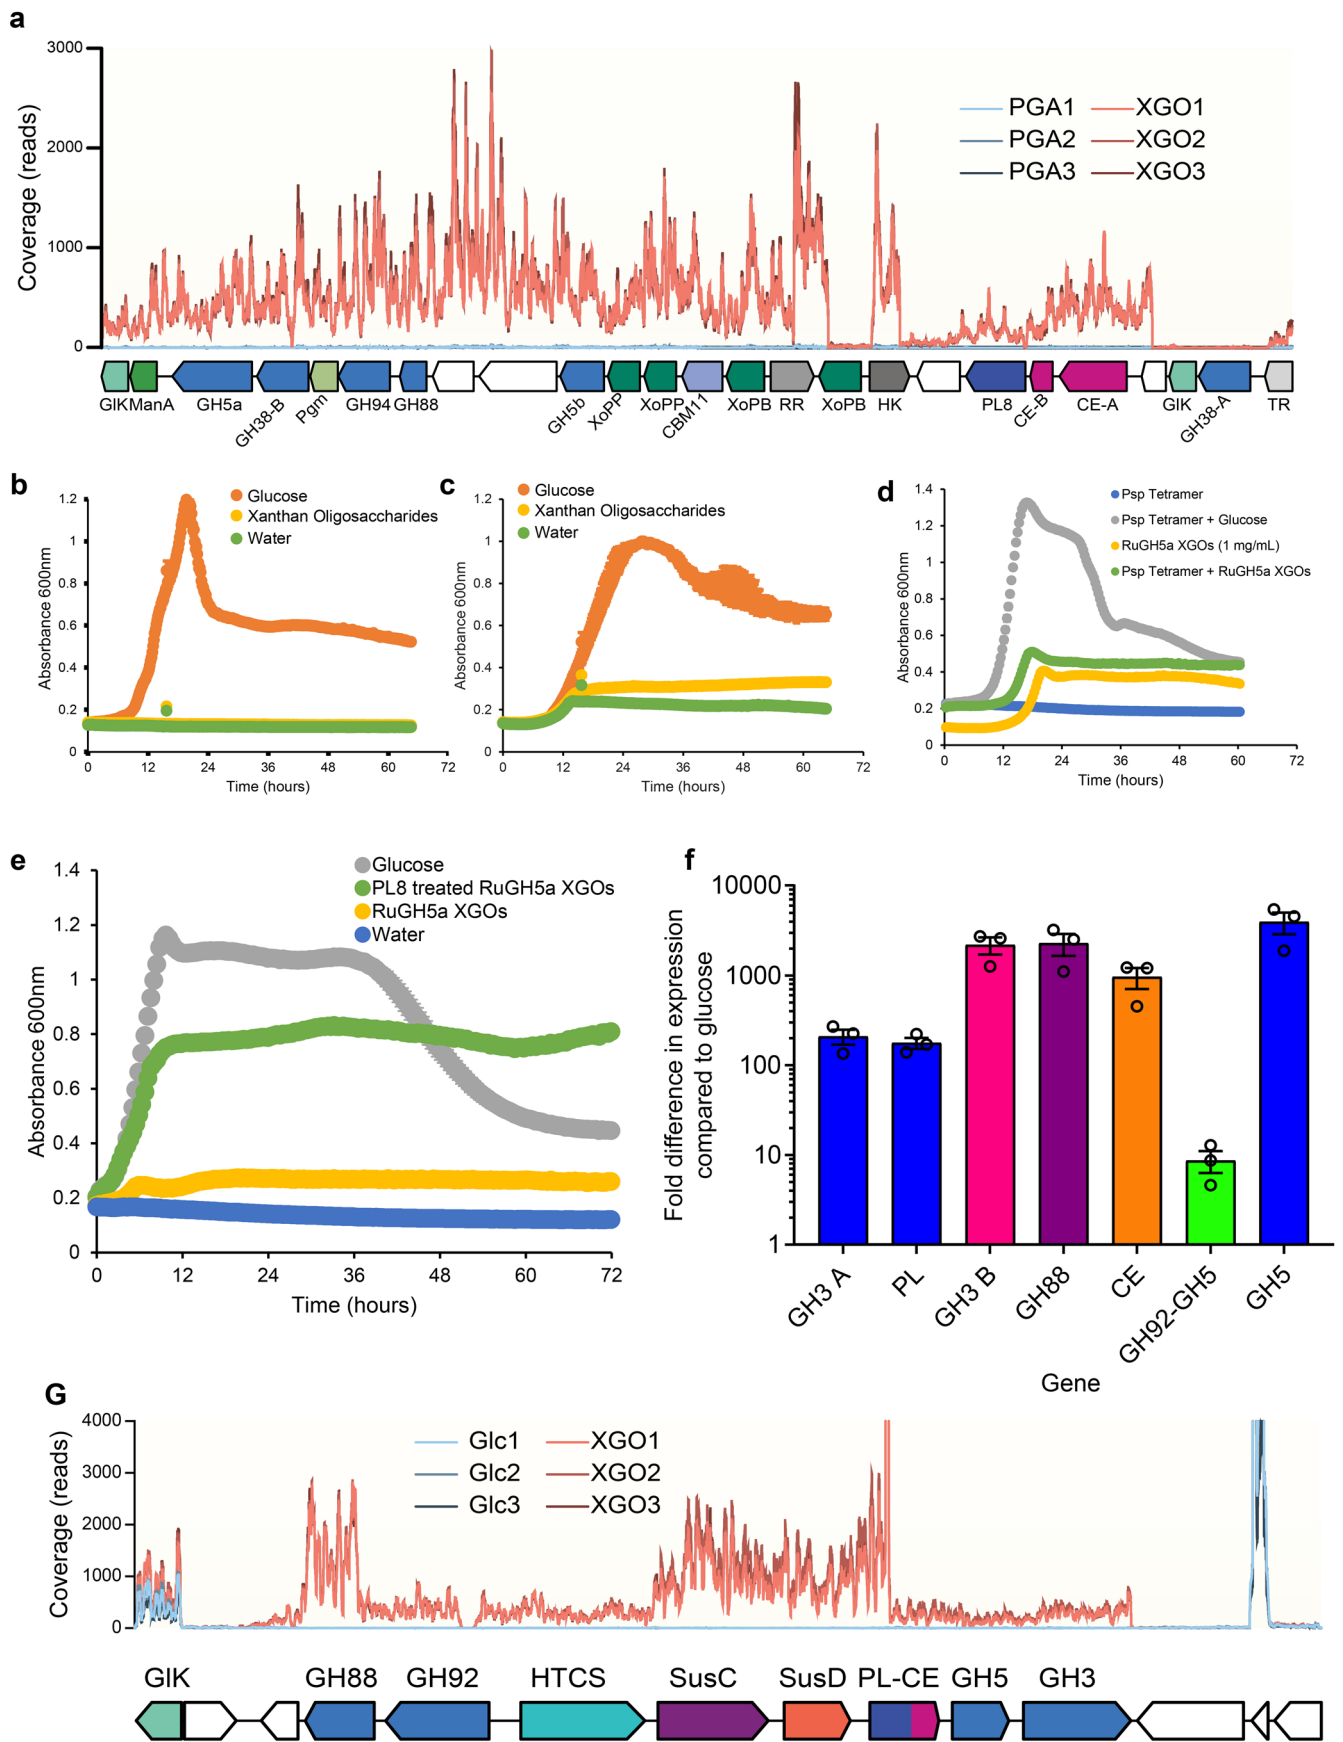 a
3000
2000
1000
0
Coverage (reads)
PGA1
XGO1
PGA2
XGO2
PGA3
XGO3
GlK ManA GH5a GH38-B Pgm GH94 GH88 GH5b XoPP XoPP CBM11 XoPB RR XoPB HK PL8 CE-B CE-A GlK GH38-A TR
b
Glucose
Xanthan Oligosaccharides
Water
1.2
1
0.8
0.6
0.4
0.2
0
Absorbance 600nm
0 12 24 36 48 60 72
Time (hours)
c
Glucose
Xanthan Oligosaccharides
Water
1.2
1
0.8
0.6
0.4
0.2
0
Absorbance 600nm
0 12 24 36 48 60 72
Time (hours)
d
Psp Tetramer
Psp Tetramer + Glucose
RuGH5a XGOs (1 mg/mL)
Psp Tetramer + RuGH5a XGOs
1.4
1.2
1
0.8
0.6
0.4
0.2
0
Absorbance 600nm
0 12 24 36 48 60 72
Time (hours)
e
Glucose
PL8 treated RuGH5a XGOs
RuGH5a XGOs
Water
1.4
1.2
1
0.8
0.6
0.4
0.2
0
Absorbance 600nm
0 12 24 36 48 60 72
Time (hours)
f
10000
1000
100
10
1
Fold difference in expression
compared to glucose
GH3 A PL GH3 B GH88 CE GH92-GH5 GH5
Gene
G
4000
3000
2000
1000
0
Coverage (reads)
Glc1
XGO1
Glc2
XGO2
Glc3
XGO3
GlK GH88 GH92 HTCS SusC SusD PL-CE GH5 GH3